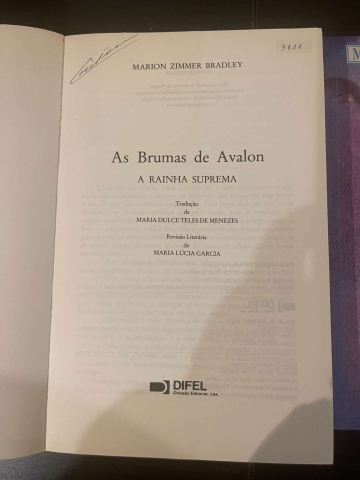 3401
MARION ZIMMER BRADLEY
As Brumas de Avalon
A RAINHA SUPREMA
Tradução
de
MARIA DULCE TELES DE MENEZES
Revisão Literária
de
MARIA LÚCIA GARCIA
DIFEL
Difusão Editorial, Lda